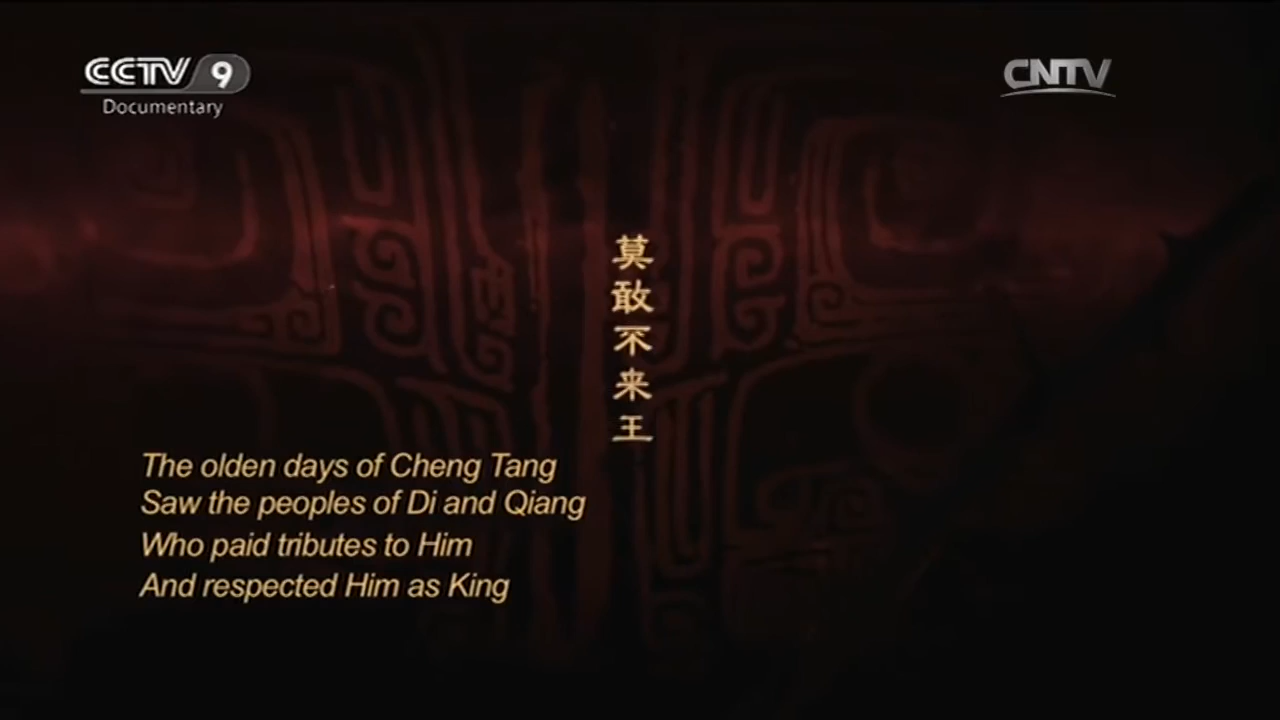 CCTV 9
Documentary
CNTV
莫敢不来王
The olden days of Cheng Tang
Saw the peoples of Di and Qiang
Who paid tributes to Him
And respected Him as King